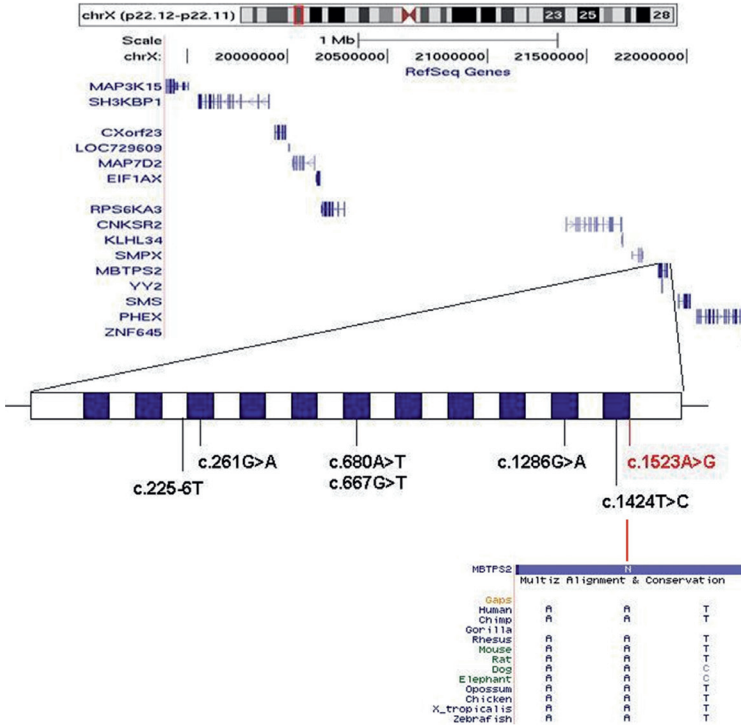 chrX (p22.12-p22.11) 23 25 28
Scale 1 Mb
chrX: 20000000 20500000 21000000 21500000 22000000
RefSeq Genes
MAP3K15
SH3KBP1
CXorf23
LOC729609
MAP7D2
EIF1AX
RPS6KA3
CNKSR2
KLHL34
SMPX
MBTPS2
YY2
SMS
PHEX
ZNF645
c.225-6T
c.261G>A
c.680A>T
c.667G>T
c.1286G>A
c.1523A>G
c.1424T>C
MBTPS2 N
Multiz Alignment & Conservation
Gaps
Human A A T
Chimp A A T
Gorilla
Rhesus A A T
Mouse A A T
Rat A A T
Dog A A C
Elephant A A C
Opossum A A T
Chicken A A T
X_tropicalis A A T
Zebrafish A A T